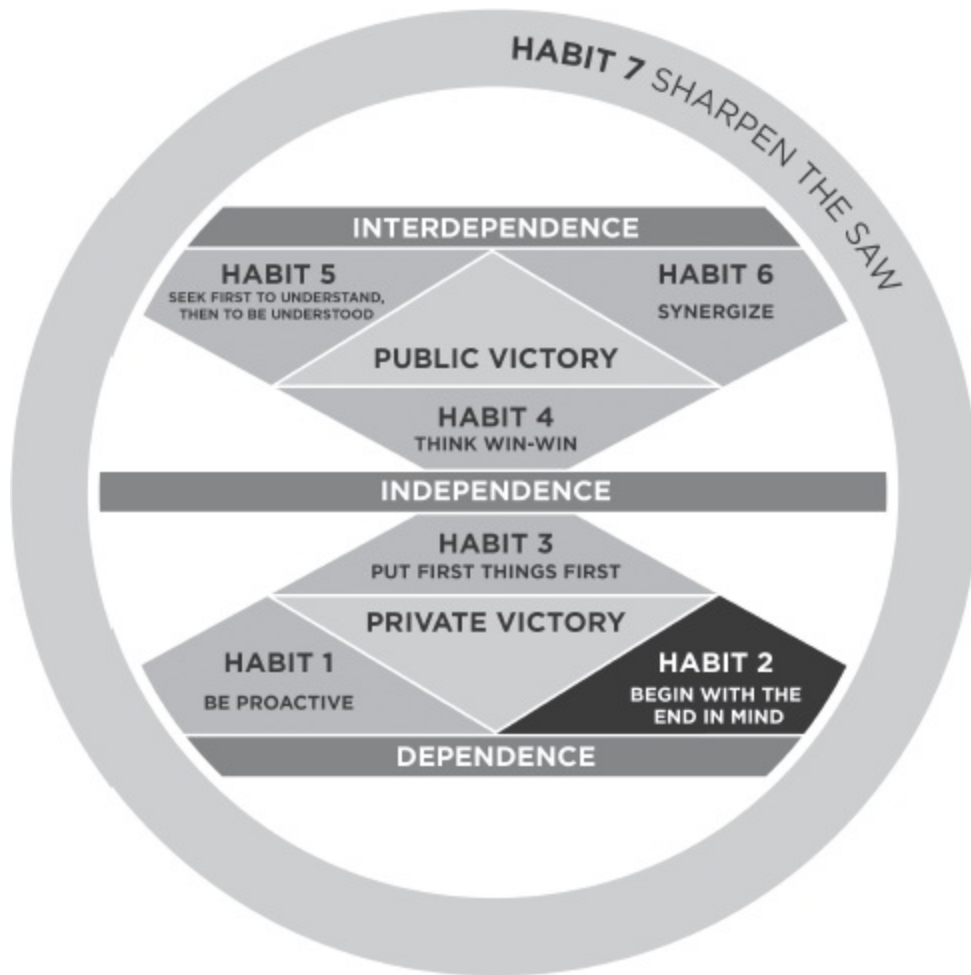 HABIT 7 SHARPEN THE SAW
INTERDEPENDENCE
HABIT 5
SEEK FIRST TO UNDERSTAND,
THEN TO BE UNDERSTOOD
HABIT 6
SYNERGIZE
PUBLIC VICTORY
HABIT 4
THINK WIN-WIN
INDEPENDENCE
HABIT 3
PUT FIRST THINGS FIRST
PRIVATE VICTORY
HABIT 1
BE PROACTIVE
HABIT 2
BEGIN WITH THE
END IN MIND
DEPENDENCE